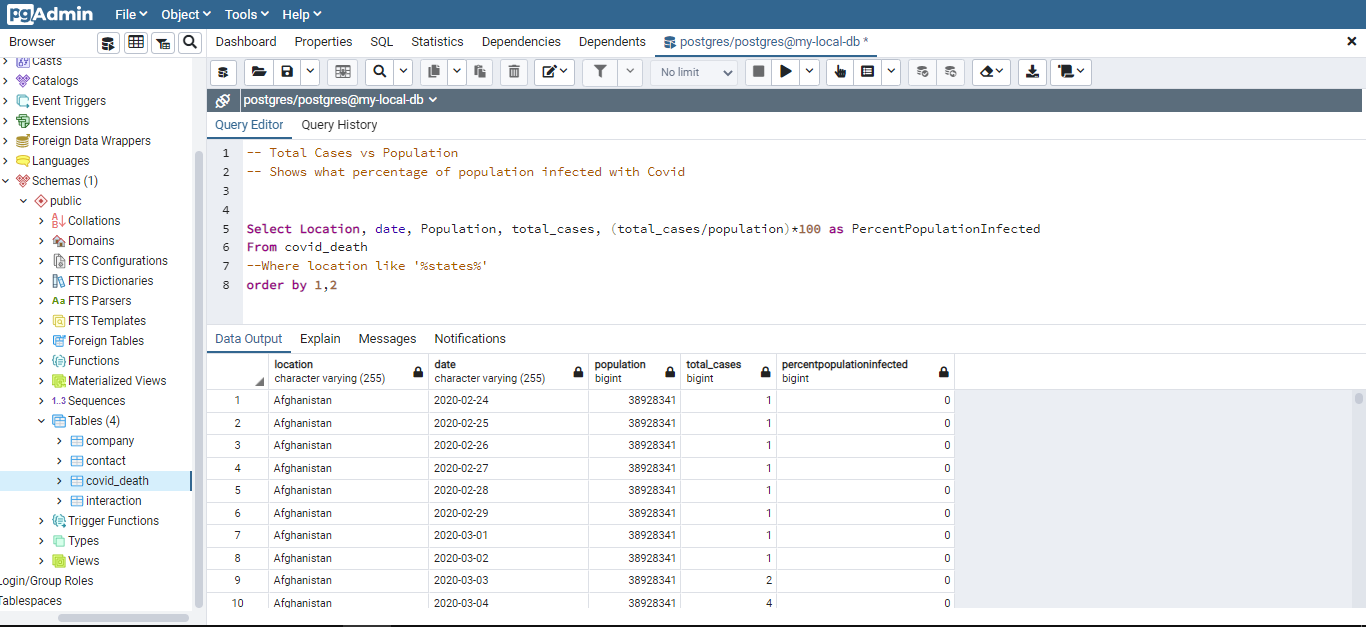 pgAdmin File Object Tools Help
Browser Dashboard Properties SQL Statistics Dependencies Dependents postgres/postgres@my-local-db *
No limit
postgres/postgres@my-local-db
Query Editor Query History
Casts
Catalogs
Event Triggers
Extensions
Foreign Data Wrappers
Languages
Schemas (1)
public
Collations
Domains
FTS Configurations
FTS Dictionaries
Aa FTS Parsers
FTS Templates
Foreign Tables
Functions
Materialized Views
1..3 Sequences
Tables (4)
company
contact
covid_death
interaction
Trigger Functions
Types
Views
Login/Group Roles
Tablespaces
1 -- Total Cases vs Population
2 -- Shows what percentage of population infected with Covid
3
4
5 Select Location, date, Population, total_cases, (total_cases/population)*100 as PercentPopulationInfected
6 From covid_death
7 --Where location like '%states%'
8 order by 1,2
Data Output Explain Messages Notifications
location date population total_cases percentpopulationinfected
character varying (255) character varying (255) bigint bigint bigint
1 Afghanistan 2020-02-24 38928341 1 0
2 Afghanistan 2020-02-25 38928341 1 0
3 Afghanistan 2020-02-26 38928341 1 0
4 Afghanistan 2020-02-27 38928341 1 0
5 Afghanistan 2020-02-28 38928341 1 0
6 Afghanistan 2020-02-29 38928341 1 0
7 Afghanistan 2020-03-01 38928341 1 0
8 Afghanistan 2020-03-02 38928341 1 0
9 Afghanistan 2020-03-03 38928341 2 0
10 Afghanistan 2020-03-04 38928341 4 0